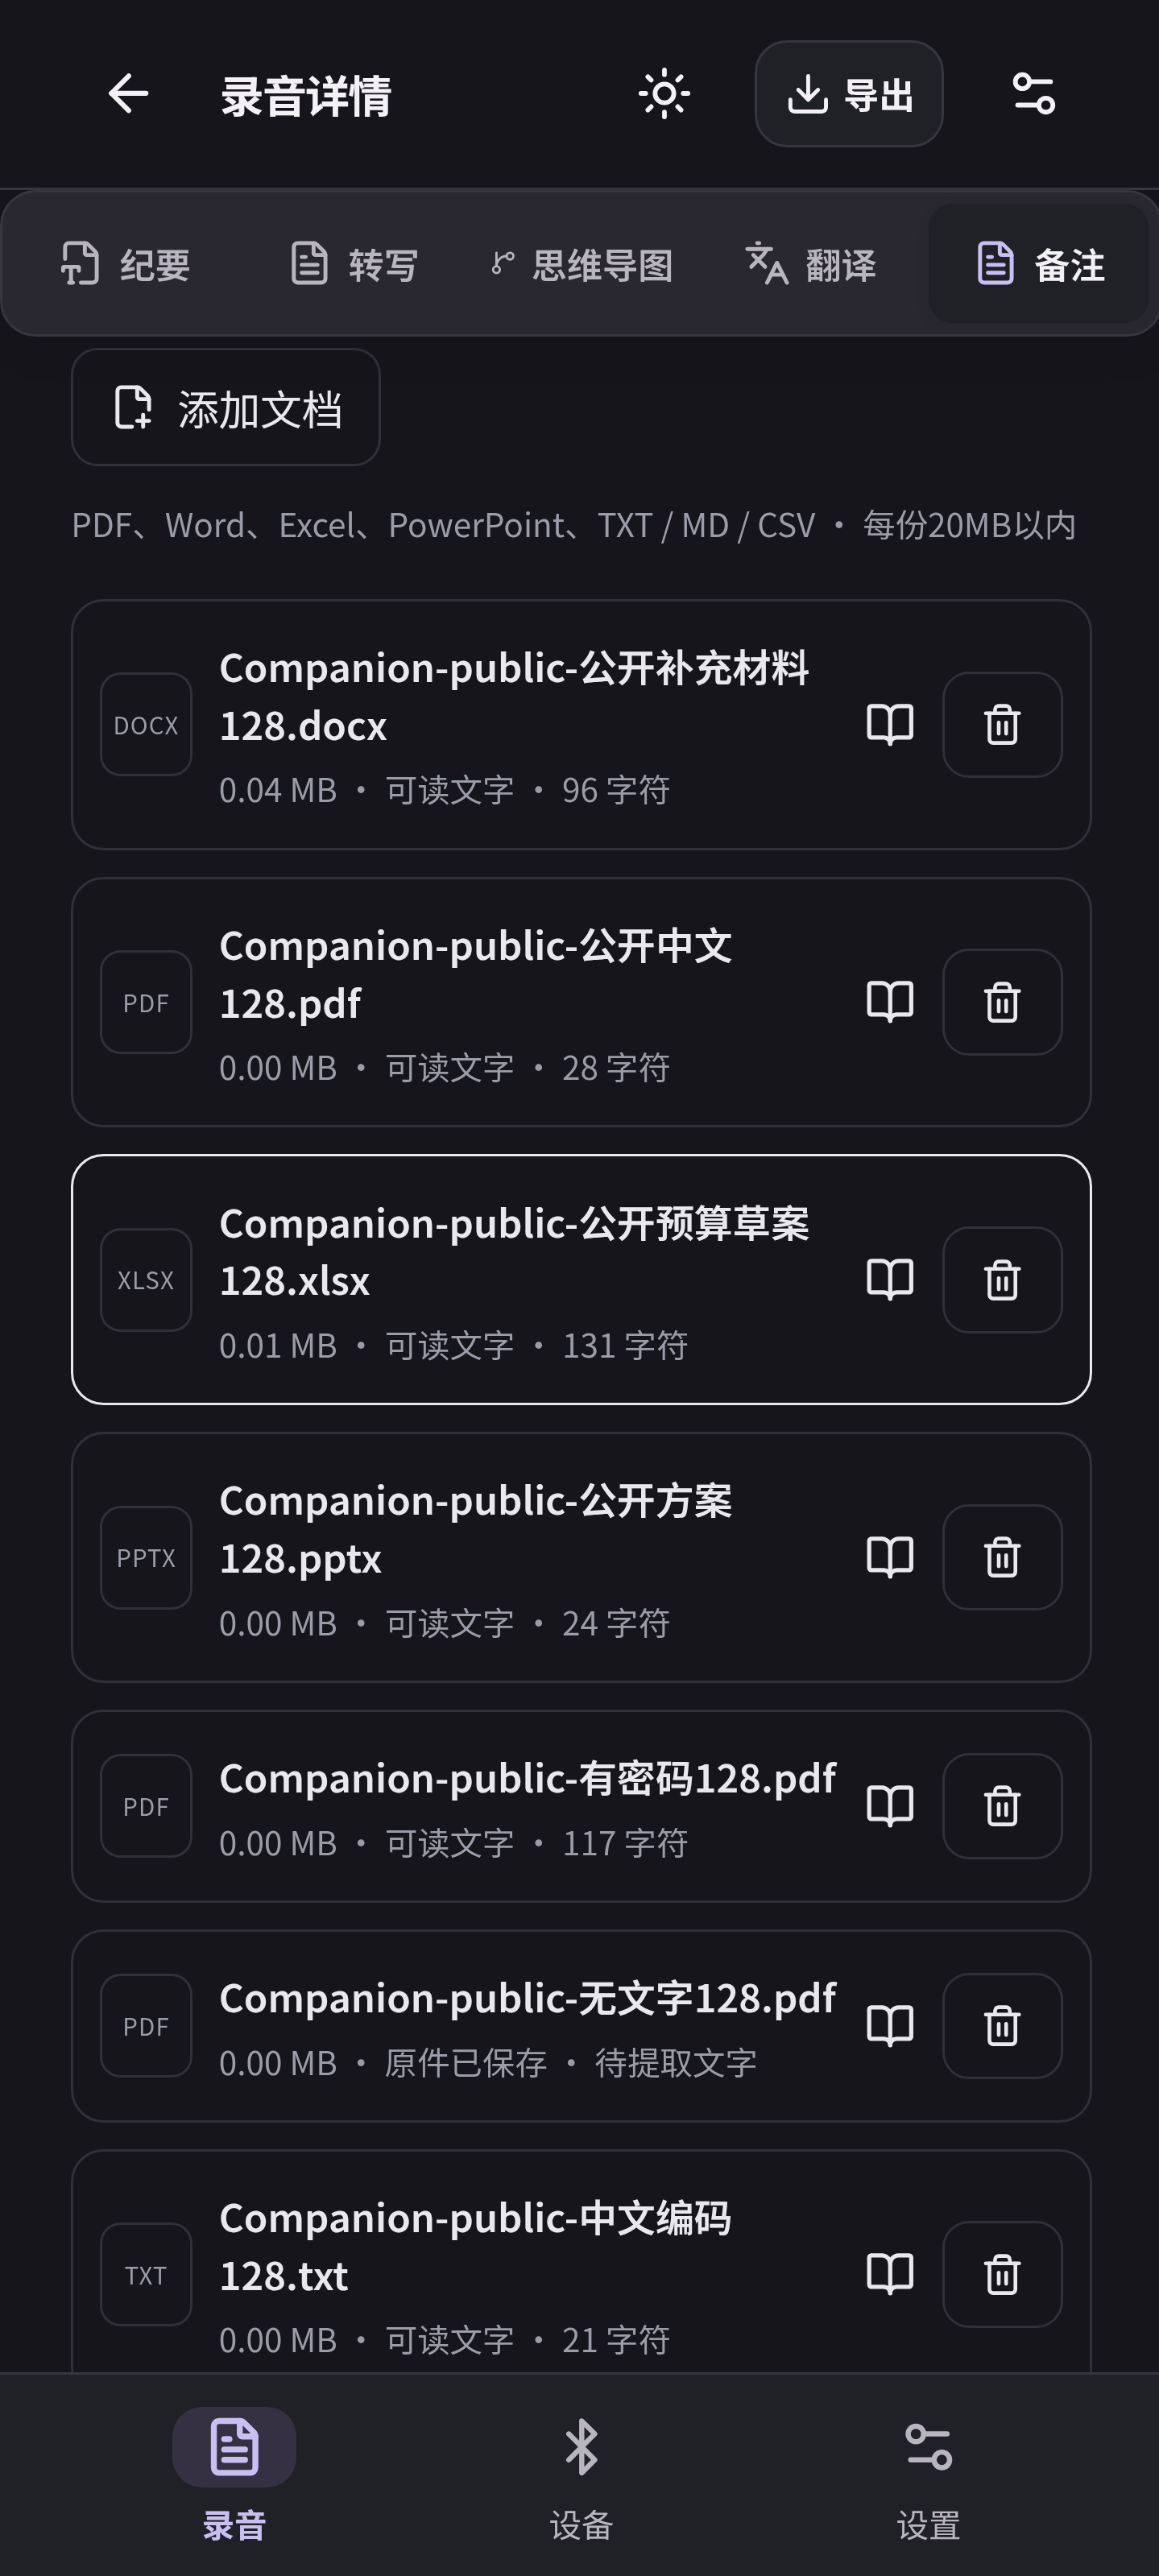 录音详情
导出
纪要 转写 思维导图 翻译 备注
添加文档
PDF、Word、Excel、PowerPoint、TXT / MD / CSV • 每份20MB以内
DOCX
Companion-public-公开补充材料
128.docx
0.04 MB • 可读文字 • 96 字符
PDF
Companion-public-公开中文
128.pdf
0.00 MB • 可读文字 • 28 字符
XLSX
Companion-public-公开预算草案
128.xlsx
0.01 MB • 可读文字 • 131 字符
PPTX
Companion-public-公开方案
128.pptx
0.00 MB • 可读文字 • 24 字符
PDF
Companion-public-有密码128.pdf
0.00 MB • 可读文字 • 117 字符
PDF
Companion-public-无文字128.pdf
0.00 MB • 原件已保存 • 待提取文字
TXT
Companion-public-中文编码
128.txt
0.00 MB • 可读文字 • 21 字符
录音 设备 设置